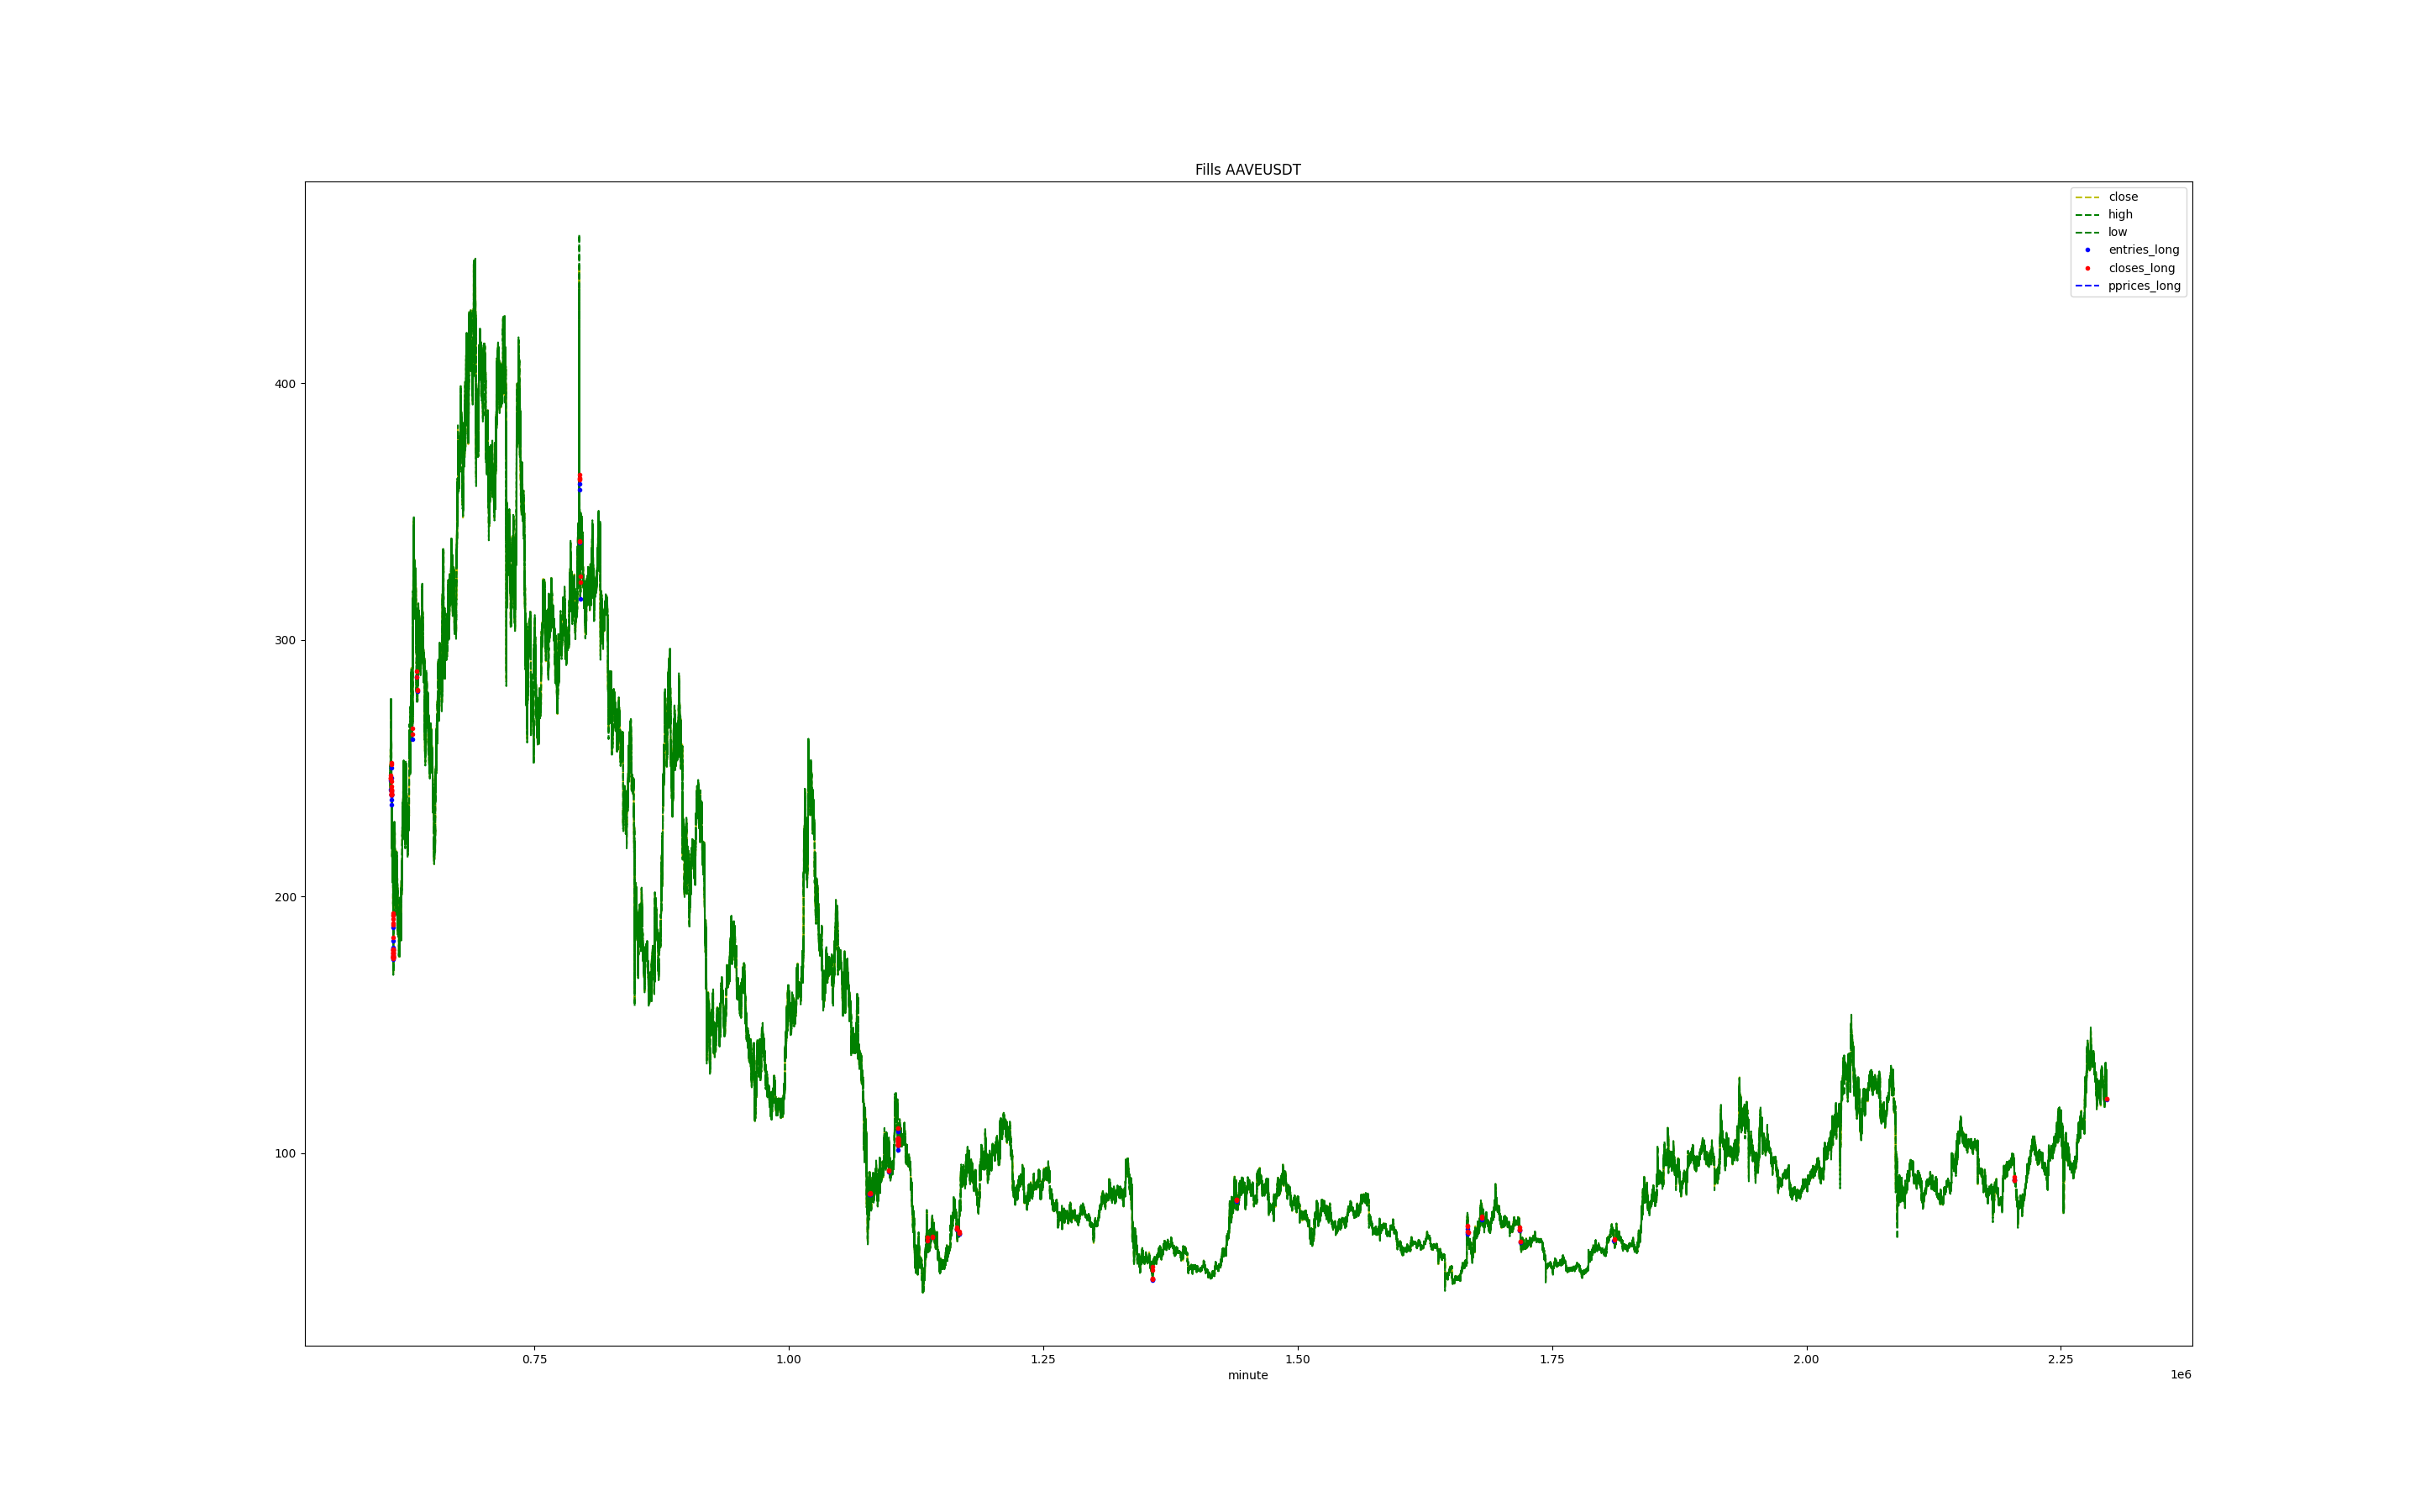 Fills AAVEUSDT
close
high
low
entries_long
closes_long
pprices_long
400
300
200
100
0.75 1.00 1.25 1.50 1.75 2.00 2.25
minute 1e6